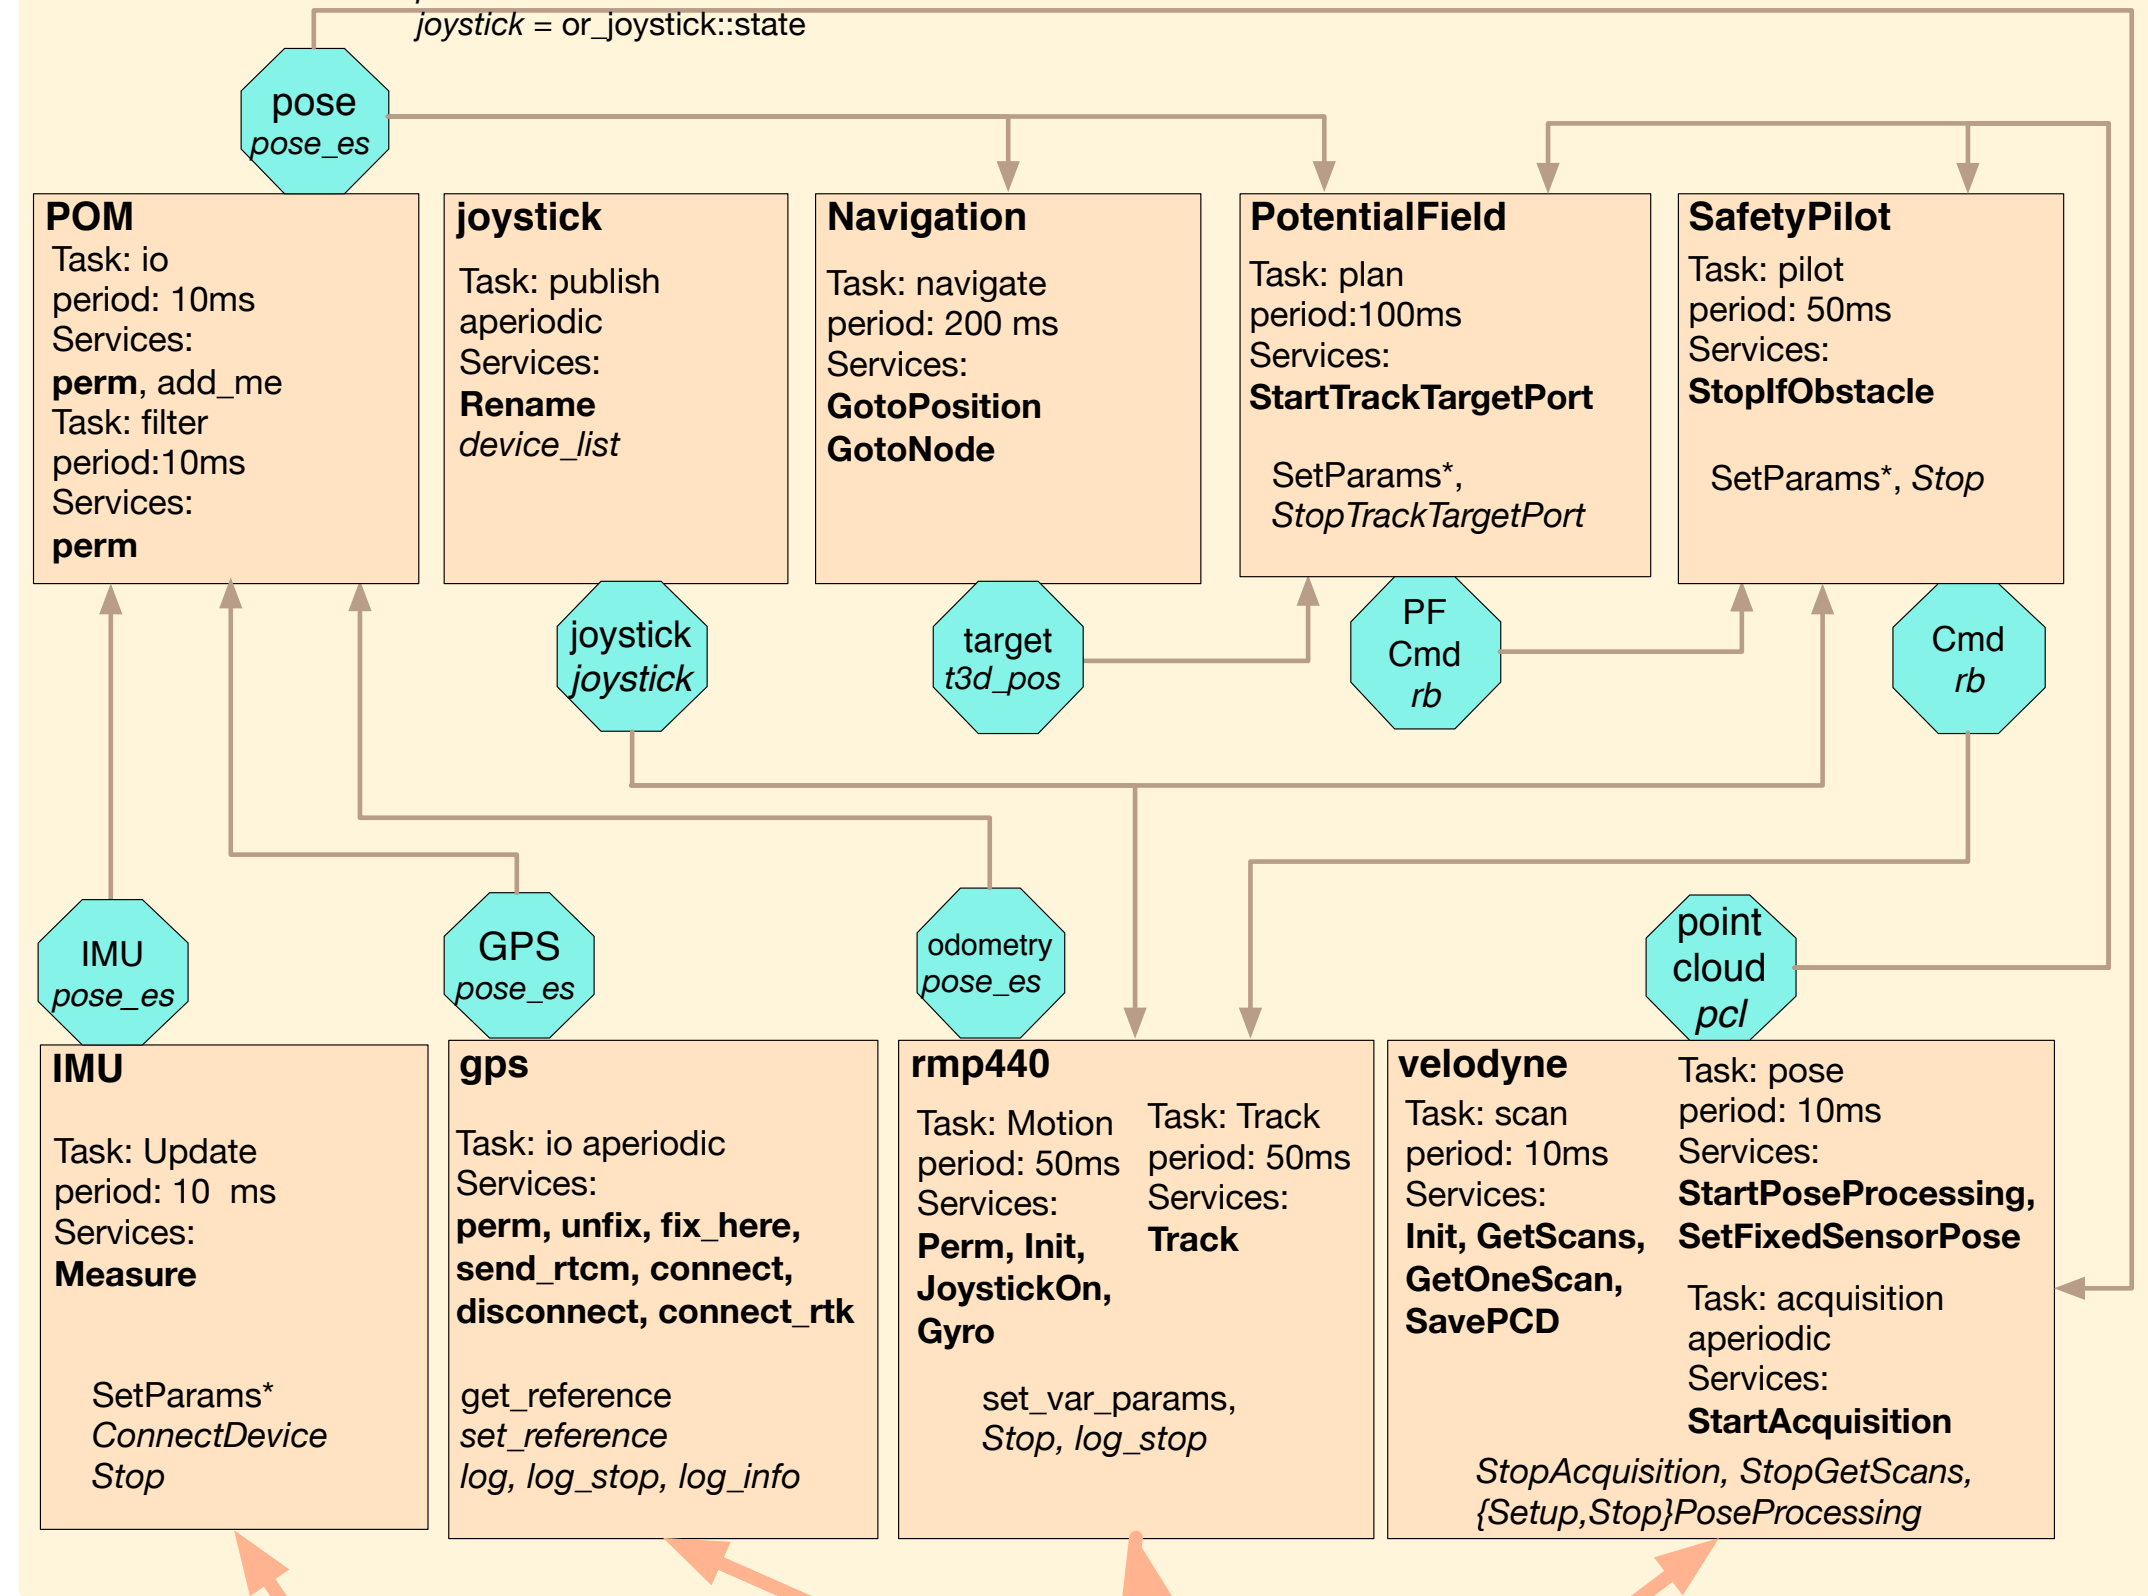 joystick = or_joystick::state
pose
pose_es
POM
Task: io
period: 10ms
Services:
perm, add_me
Task: filter
period:10ms
Services:
perm
joystick
Task: publish
aperiodic
Services:
Rename
device_list
Navigation
Task: navigate
period: 200 ms
Services:
GotoPosition
GotoNode
PotentialField
Task: plan
period:100ms
Services:
StartTrackTargetPort
SetParams*,
StopTrackTargetPort
SafetyPilot
Task: pilot
period: 50ms
Services:
StopIfObstacle
SetParams*, Stop
joystick
joystick
target
t3d_pos
PF
Cmd
rb
Cmd
rb
IMU
pose_es
GPS
pose_es
odometry
pose_es
point
cloud
pcl
IMU
Task: Update
period: 10  ms
Services:
Measure
SetParams*
ConnectDevice
Stop
gps
Task: io aperiodic
Services:
perm, unfix, fix_here,
send_rtcm, connect,
disconnect, connect_rtk
get_reference
set_reference
log, log_stop, log_info
rmp440
Task: Motion
period: 50ms
Services:
Perm, Init,
JoystickOn,
Gyro
Task: Track
period: 50ms
Services:
Track
set_var_params,
Stop, log_stop
velodyne
Task: scan
period: 10ms
Services:
Init, GetScans,
GetOneScan,
SavePCD
Task: pose
period: 10ms
Services:
StartPoseProcessing,
SetFixedSensorPose
Task: acquisition
aperiodic
Services:
StartAcquisition
StopAcquisition, StopGetScans,
{Setup,Stop}PoseProcessing